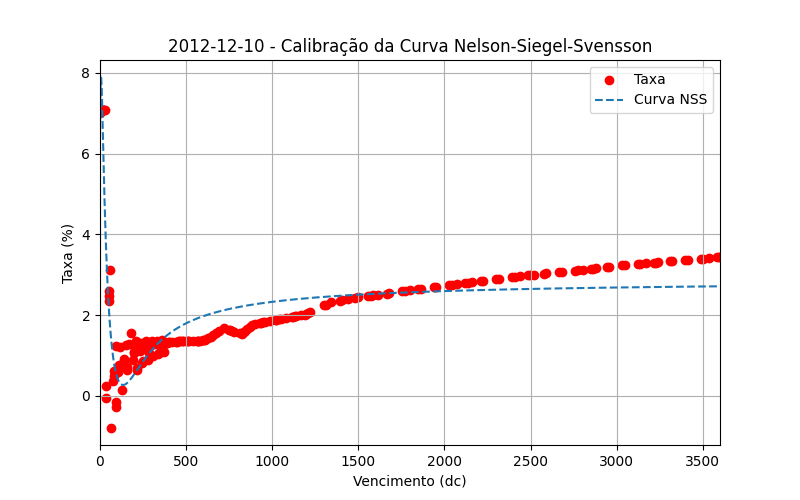 2012-12-10 - Calibração da Curva Nelson-Siegel-Svensson
Taxa
Curva NSS
Taxa (%)
8
6
4
2
0
0 500 1000 1500 2000 2500 3000 3500
Vencimento (dc)